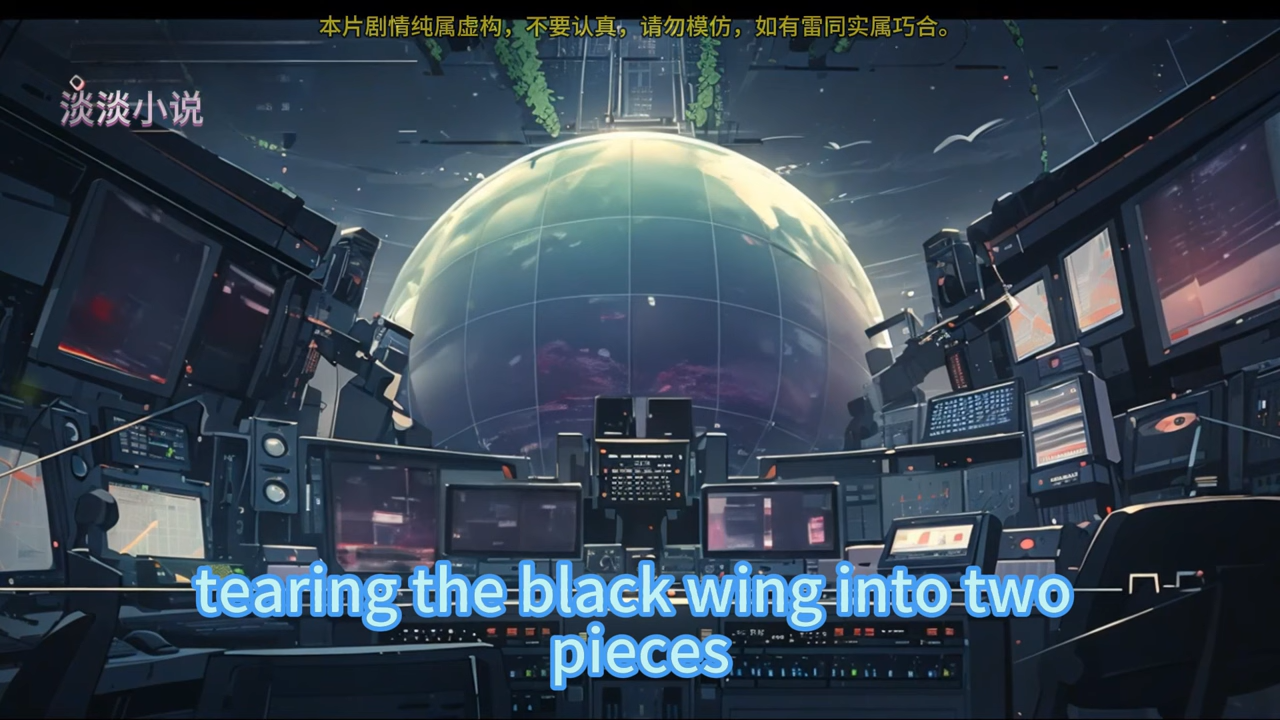 本片剧情纯属虚构，不要认真，请勿模仿，如有雷同实属巧合。
淡淡小说
tearing the black wing into two
pieces